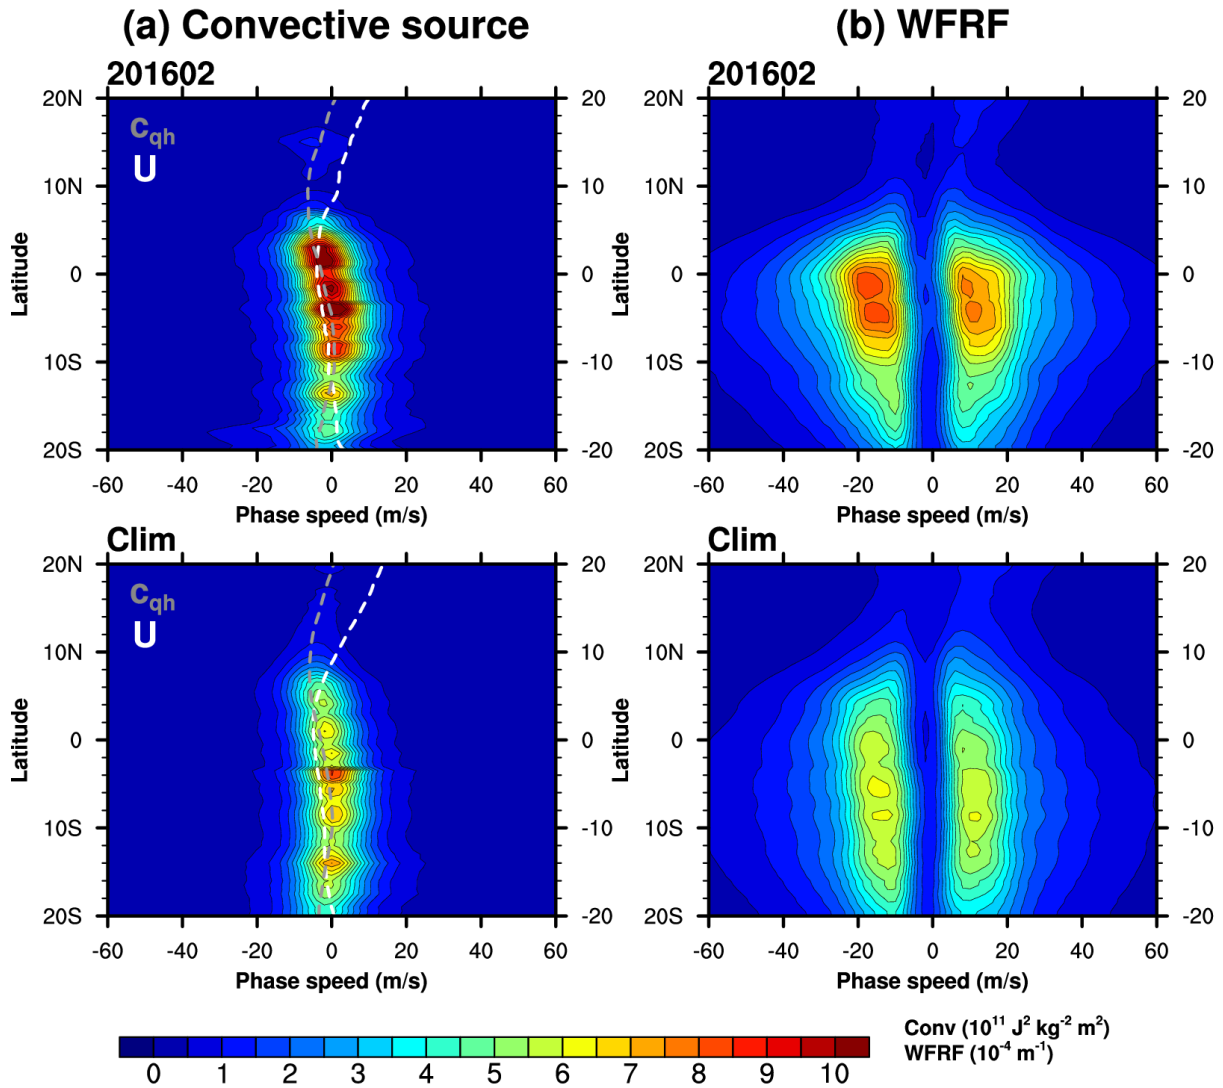 (a) Convective source
(b) WFRF
201602
201602
20N
10N
0
10S
20S
Latitude
c_qh
U
20
10
0
-10
-20
-60 -40 -20 0 20 40 60
Phase speed (m/s)
20N
10N
0
10S
20S
Latitude
20
10
0
-10
-20
-60 -40 -20 0 20 40 60
Phase speed (m/s)
Clim
Clim
20N
10N
0
10S
20S
Latitude
c_qh
U
20
10
0
-10
-20
-60 -40 -20 0 20 40 60
Phase speed (m/s)
20N
10N
0
10S
20S
Latitude
20
10
0
-10
-20
-60 -40 -20 0 20 40 60
Phase speed (m/s)
0 1 2 3 4 5 6 7 8 9 10
Conv (10¹¹ J² kg⁻² m²)
WFRF (10⁻⁴ m⁻¹)